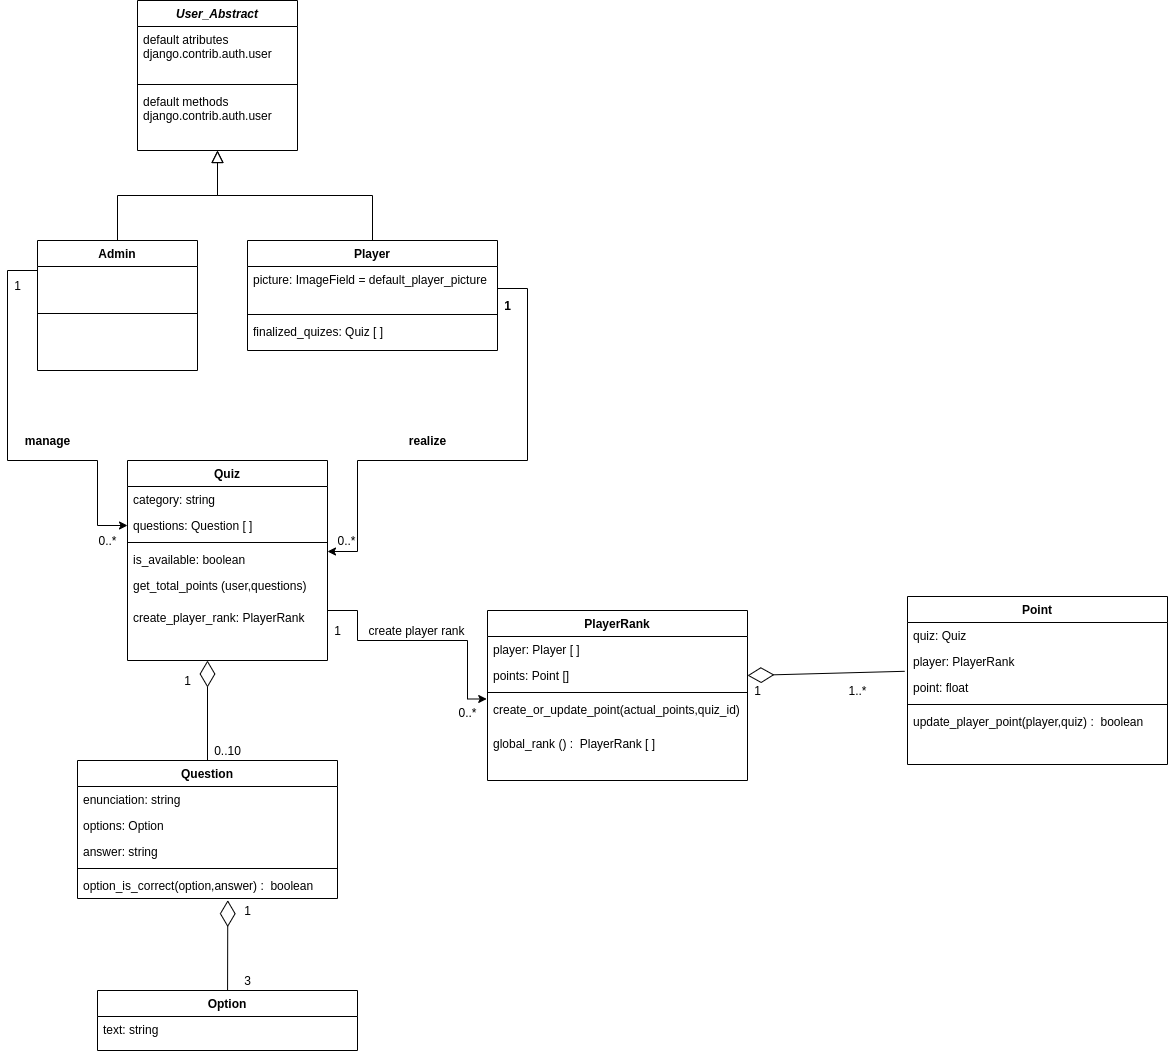 User_Abstract
default atributes
django.contrib.auth.user
default methods
django.contrib.auth.user
Admin
Player
picture: ImageField = default_player_picture
finalized_quizes: Quiz [ ]
1
1
manage
realize
Quiz
category: string
questions: Question [ ]
is_available: boolean
get_total_points (user,questions)
create_player_rank: PlayerRank
0..*
0..*
1
create player rank
0..*
PlayerRank
player: Player [ ]
points: Point []
create_or_update_point(actual_points,quiz_id)
global_rank () :  PlayerRank [ ]
1
1..*
Point
quiz: Quiz
player: PlayerRank
point: float
update_player_point(player,quiz) :  boolean
1
0..10
Question
enunciation: string
options: Option
answer: string
option_is_correct(option,answer) :  boolean
1
3
Option
text: string